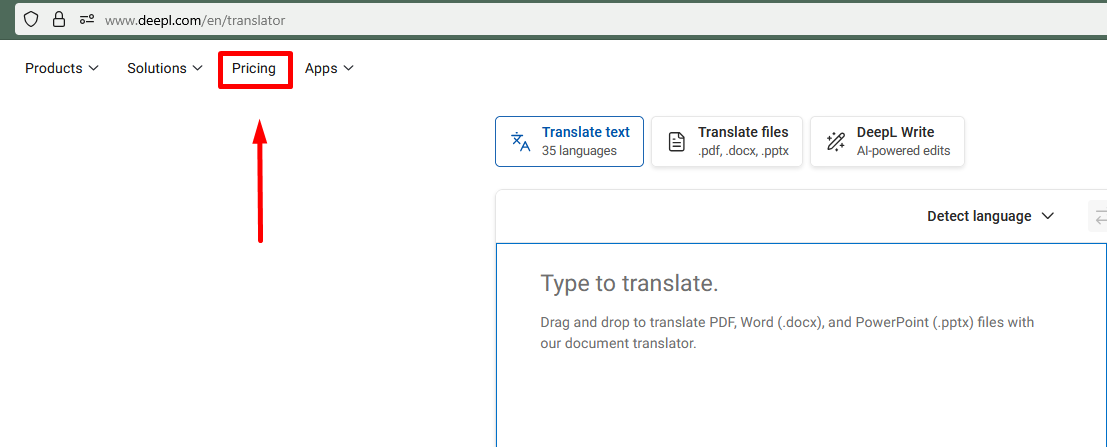 www.deepl.com/en/translator
Products Solutions Pricing Apps
Translate text
35 languages
Translate files
.pdf, .docx, .pptx
DeepL Write
AI-powered edits
Detect language
Type to translate.
Drag and drop to translate PDF, Word (.docx), and PowerPoint (.pptx) files with
our document translator.